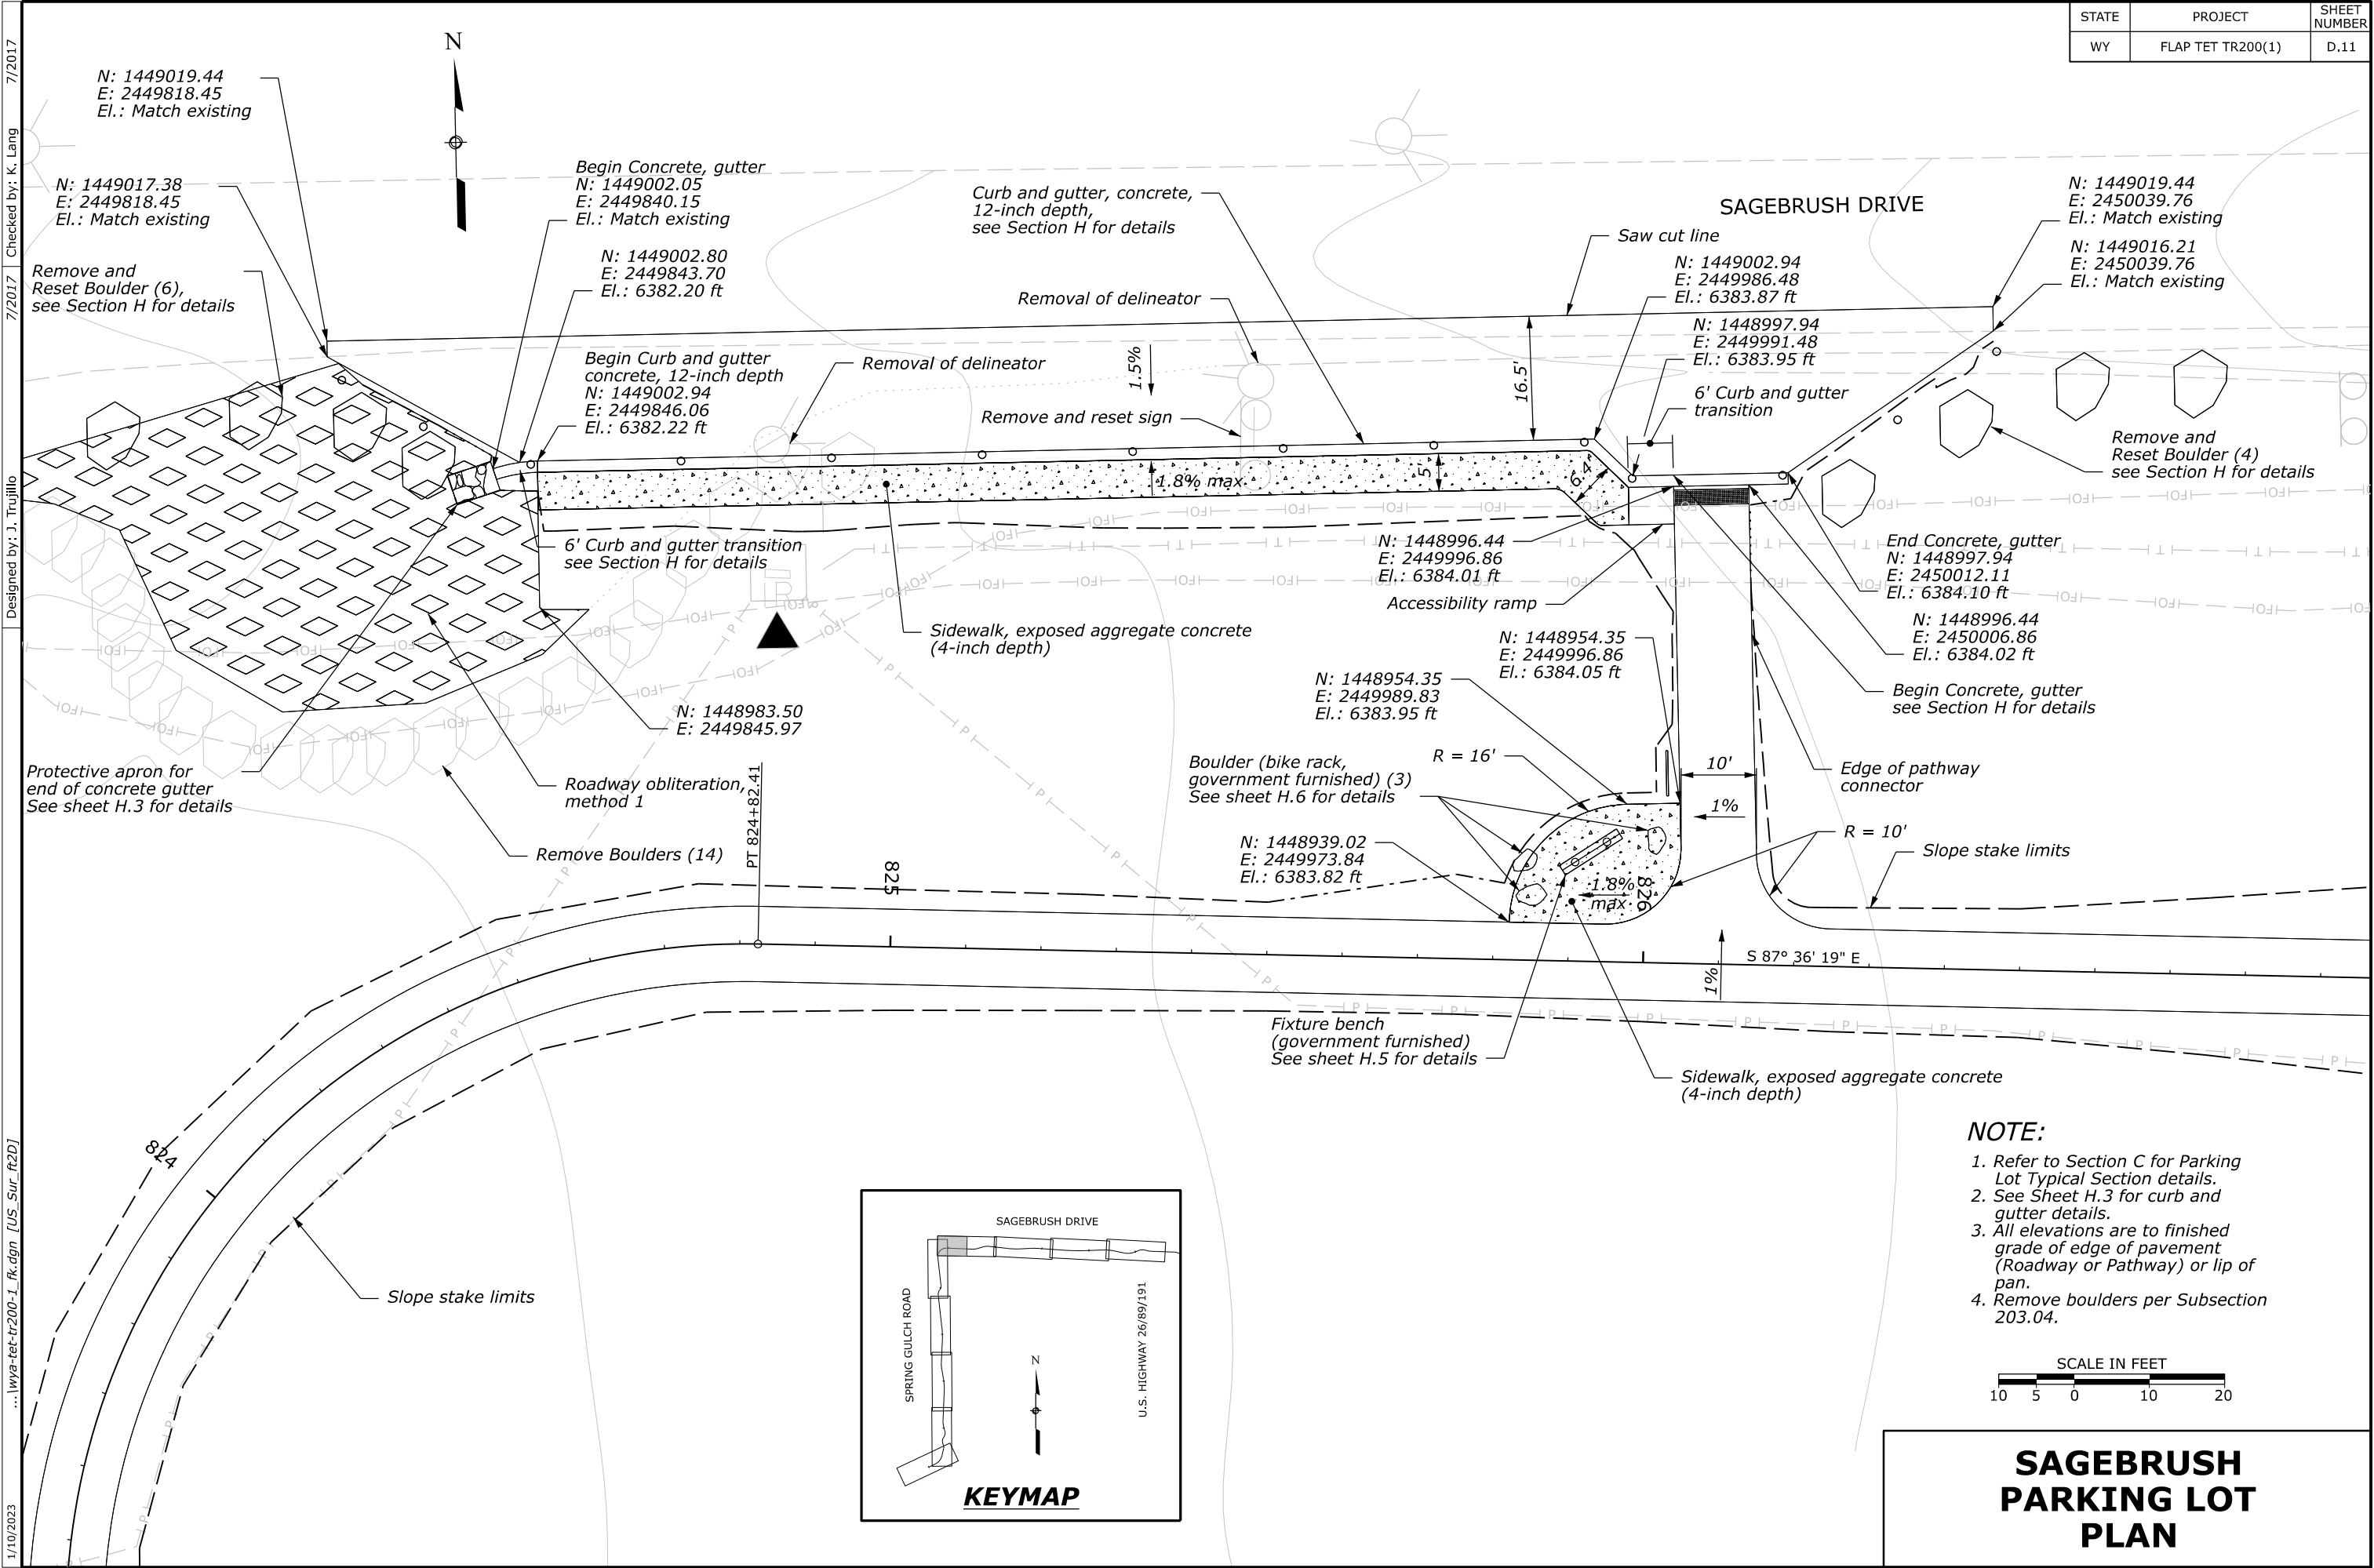 STATE
PROJECT
SHEET
NUMBER
WY
FLAP TET TR200(1)
D.11
7/2017
Checked by: K. Lang
7/2017
Designed by: J. Trujillo
...\wya-tet-tr200-1_fk.dgn [US_Sur_ft2D]
1/10/2023
N
N: 1449019.44
E: 2449818.45
El.: Match existing
N: 1449017.38
E: 2449818.45
El.: Match existing
Remove and
Reset Boulder (6),
see Section H for details
Begin Concrete, gutter
N: 1449002.05
E: 2449840.15
El.: Match existing
N: 1449002.80
E: 2449843.70
El.: 6382.20 ft
Begin Curb and gutter
concrete, 12-inch depth
N: 1449002.94
E: 2449846.06
El.: 6382.22 ft
Curb and gutter, concrete,
12-inch depth,
see Section H for details
Removal of delineator
Removal of delineator
Remove and reset sign
1.5%
1.8% max
16.5'
5'
6.4'
SAGEBRUSH DRIVE
Saw cut line
N: 1449002.94
E: 2449986.48
El.: 6383.87 ft
N: 1448997.94
E: 2449991.48
El.: 6383.95 ft
6' Curb and gutter
transition
N: 1449019.44
E: 2450039.76
El.: Match existing
N: 1449016.21
E: 2450039.76
El.: Match existing
Remove and
Reset Boulder (4)
see Section H for details
6' Curb and gutter transition
see Section H for details
N: 1448996.44
E: 2449996.86
El.: 6384.01 ft
Accessibility ramp
End Concrete, gutter
N: 1448997.94
E: 2450012.11
El.: 6384.10 ft
N: 1448996.44
E: 2450006.86
El.: 6384.02 ft
Begin Concrete, gutter
see Section H for details
Sidewalk, exposed aggregate concrete
(4-inch depth)
N: 1448954.35
E: 2449996.86
El.: 6384.05 ft
N: 1448954.35
E: 2449989.83
El.: 6383.95 ft
N: 1448983.50
E: 2449845.97
Protective apron for
end of concrete gutter
See sheet H.3 for details
Roadway obliteration,
method 1
Remove Boulders (14)
PT 824+82.41
Boulder (bike rack,
government furnished) (3)
See sheet H.6 for details
R = 16'
10'
1%
Edge of pathway
connector
R = 10'
Slope stake limits
N: 1448939.02
E: 2449973.84
El.: 6383.82 ft
1.8%
max
824
825
826
S 87° 36' 19" E
1%
Fixture bench
(government furnished)
See sheet H.5 for details
Sidewalk, exposed aggregate concrete
(4-inch depth)
Slope stake limits
SAGEBRUSH DRIVE
SPRING GULCH ROAD
U.S. HIGHWAY 26/89/191
N
KEYMAP
NOTE:
1. Refer to Section C for Parking
Lot Typical Section details.
2. See Sheet H.3 for curb and
gutter details.
3. All elevations are to finished
grade of edge of pavement
(Roadway or Pathway) or lip of
pan.
4. Remove boulders per Subsection
203.04.
SCALE IN FEET
10 5 0 10 20
SAGEBRUSH
PARKING LOT
PLAN